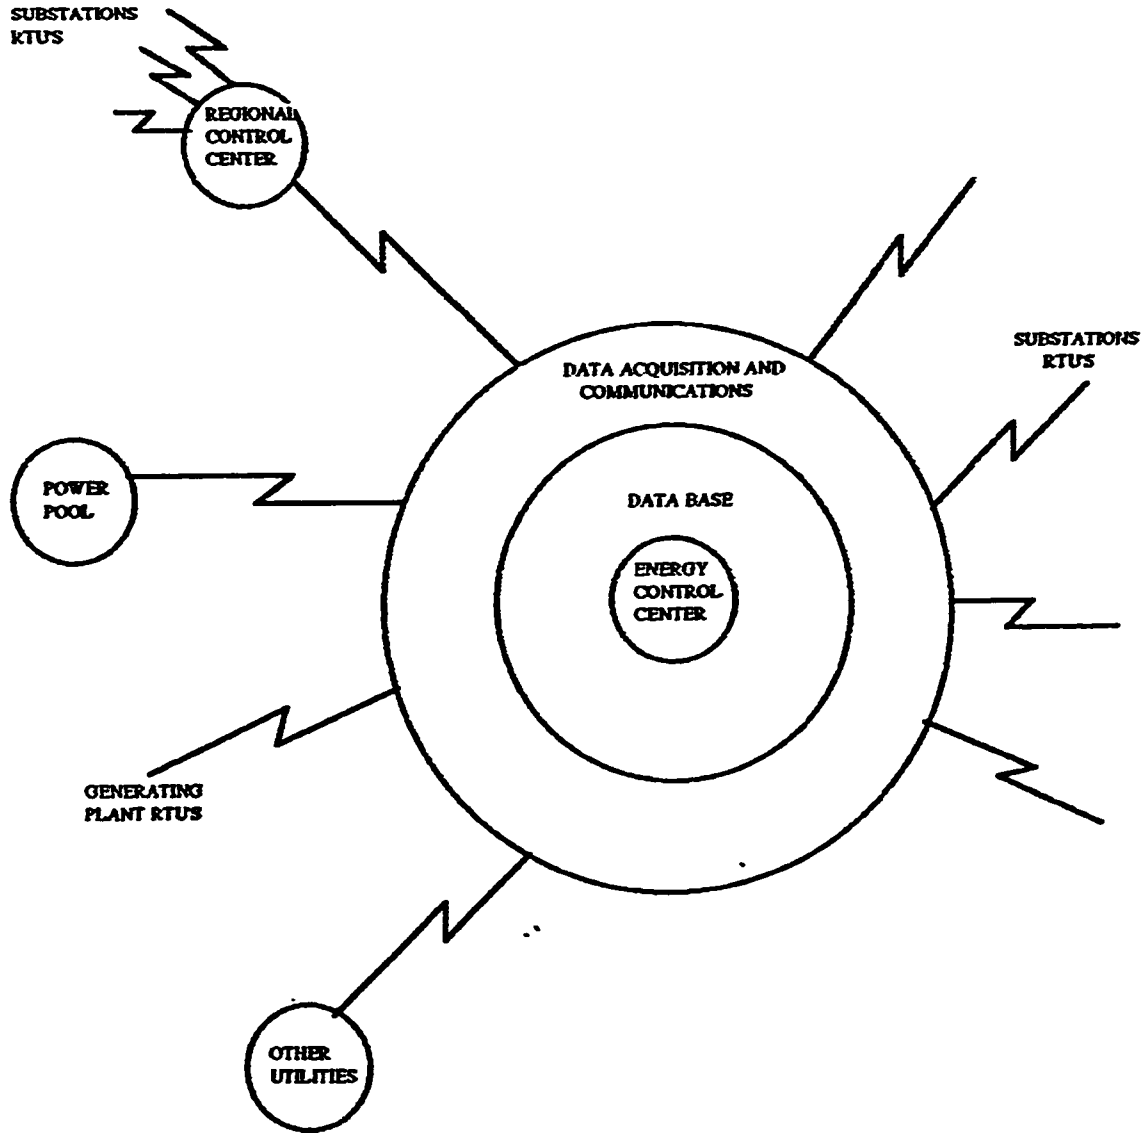 SUBSTATIONS
RTU'S
REGIONAL
CONTROL
CENTER
SUBSTATIONS
RTU'S
DATA ACQUISITION AND
COMMUNICATIONS
POWER
POOL
DATA BASE
ENERGY
CONTROL
CENTER
GENERATING
PLANT RTU'S
OTHER
UTILITIES